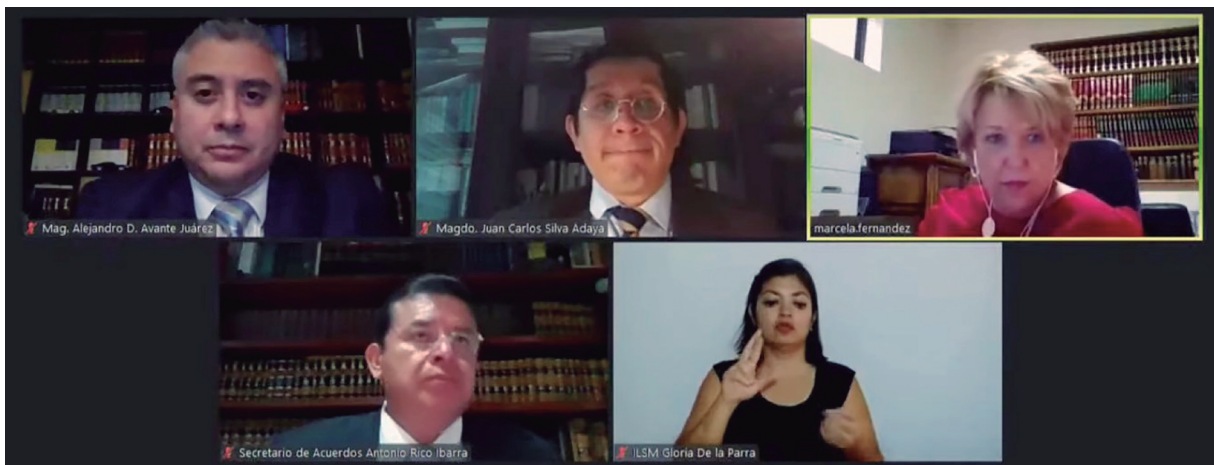 Mag. Alejandro D. Avante Juárez
Magdo. Juan Carlos Silva Adaya
marcela.fernandez
Secretario de Acuerdos Antonio Rico Ibarra
ILSM Gloria De la Parra